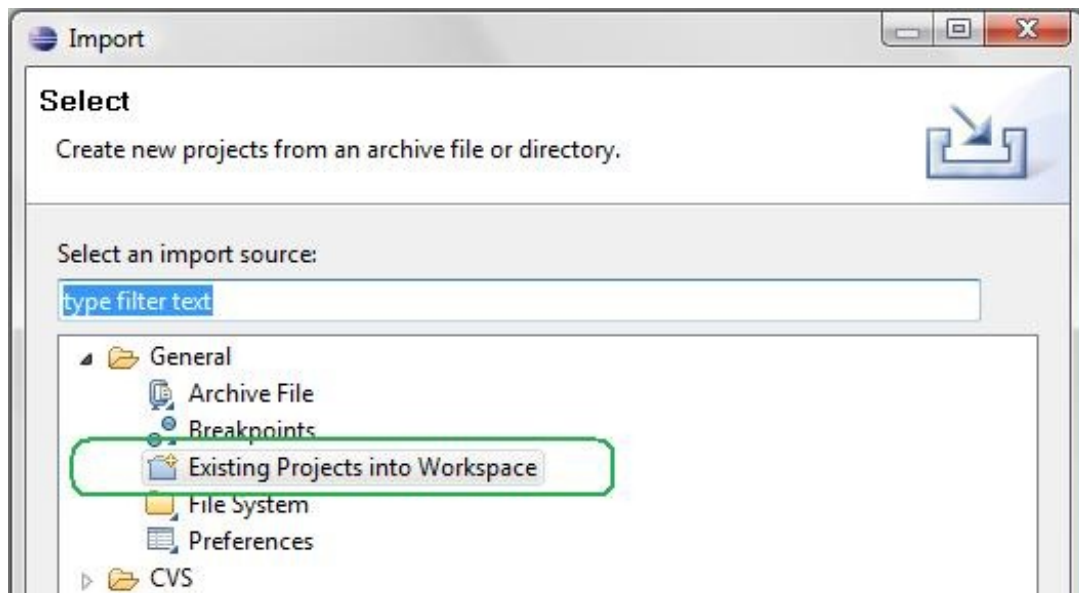 Import
Select
Create new projects from an archive file or directory.
Select an import source:
type filter text
General
Archive File
Breakpoints
Existing Projects into Workspace
File System
Preferences
CVS